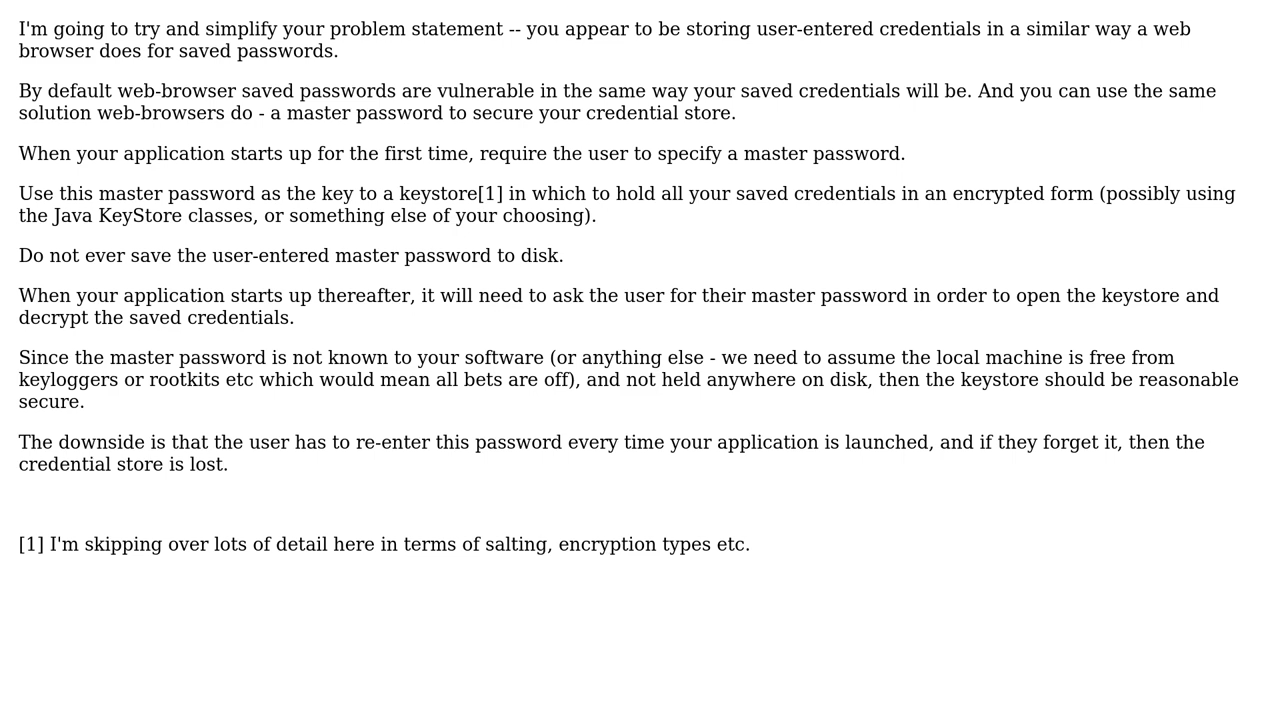 I'm going to try and simplify your problem statement -- you appear to be storing user-entered credentials in a similar way a web
browser does for saved passwords.
By default web-browser saved passwords are vulnerable in the same way your saved credentials will be. And you can use the same
solution web-browsers do - a master password to secure your credential store.
When your application starts up for the first time, require the user to specify a master password.
Use this master password as the key to a keystore[1] in which to hold all your saved credentials in an encrypted form (possibly using
the Java KeyStore classes, or something else of your choosing).
Do not ever save the user-entered master password to disk.
When your application starts up thereafter, it will need to ask the user for their master password in order to open the keystore and
decrypt the saved credentials.
Since the master password is not known to your software (or anything else - we need to assume the local machine is free from
keyloggers or rootkits etc which would mean all bets are off), and not held anywhere on disk, then the keystore should be reasonable
secure.
The downside is that the user has to re-enter this password every time your application is launched, and if they forget it, then the
credential store is lost.
[1] I'm skipping over lots of detail here in terms of salting, encryption types etc.